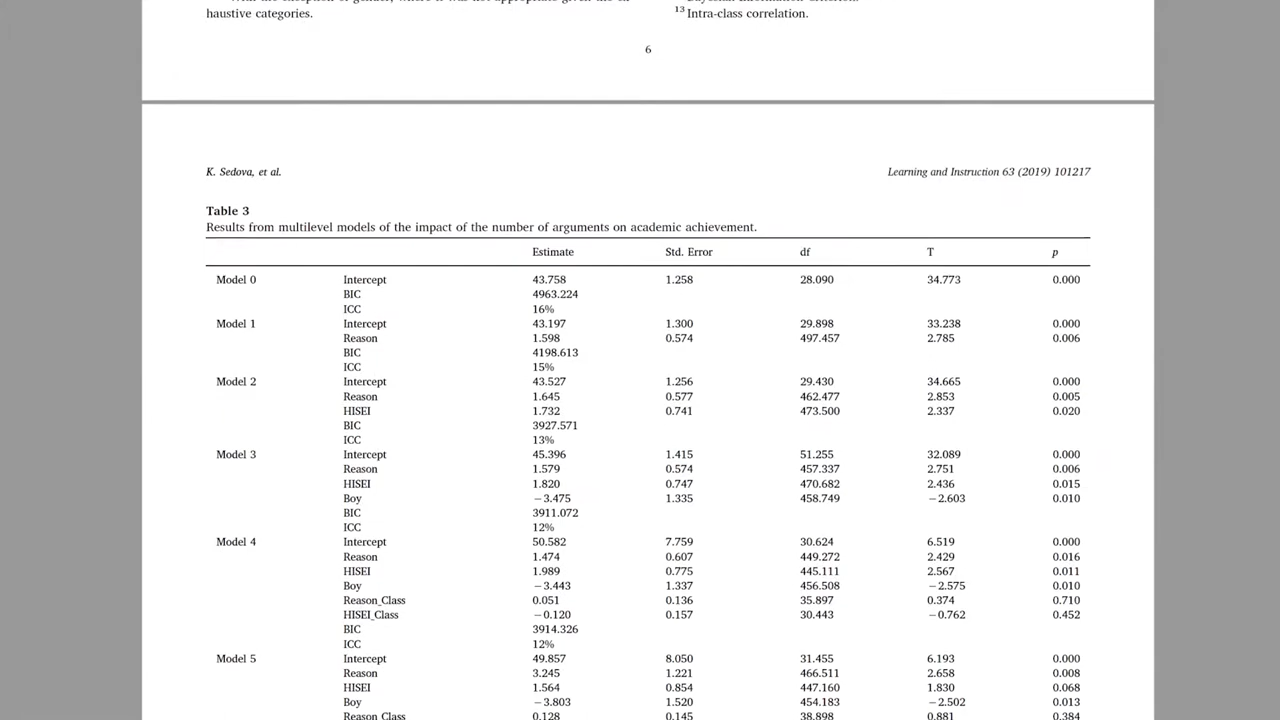 haustive categories.
13 Intra-class correlation.
6
K. Sedova, et al.
Learning and Instruction 63 (2019) 101217
Table 3
Results from multilevel models of the impact of the number of arguments on academic achievement.
Estimate Std. Error df T p
Model 0 Intercept 43.758 1.258 28.090 34.773 0.000
BIC 4963.224
ICC 16%
Model 1 Intercept 43.197 1.300 29.898 33.238 0.000
Reason 1.598 0.574 497.457 2.785 0.006
BIC 4198.613
ICC 15%
Model 2 Intercept 43.527 1.256 29.430 34.665 0.000
Reason 1.645 0.577 462.477 2.853 0.005
HISEI 1.732 0.741 473.500 2.337 0.020
BIC 3927.571
ICC 13%
Model 3 Intercept 45.396 1.415 51.255 32.089 0.000
Reason 1.579 0.574 457.337 2.751 0.006
HISEI 1.820 0.747 470.682 2.436 0.015
Boy −3.475 1.335 458.749 −2.603 0.010
BIC 3911.072
ICC 12%
Model 4 Intercept 50.582 7.759 30.624 6.519 0.000
Reason 1.474 0.607 449.272 2.429 0.016
HISEI 1.989 0.775 445.111 2.567 0.011
Boy −3.443 1.337 456.508 −2.575 0.010
Reason_Class 0.051 0.136 35.897 0.374 0.710
HISEI_Class −0.120 0.157 30.443 −0.762 0.452
BIC 3914.326
ICC 12%
Model 5 Intercept 49.857 8.050 31.455 6.193 0.000
Reason 3.245 1.221 466.511 2.658 0.008
HISEI 1.564 0.854 447.160 1.830 0.068
Boy −3.803 1.520 454.183 −2.502 0.013
Reason_Class 0.128 0.145 38.898 0.881 0.384